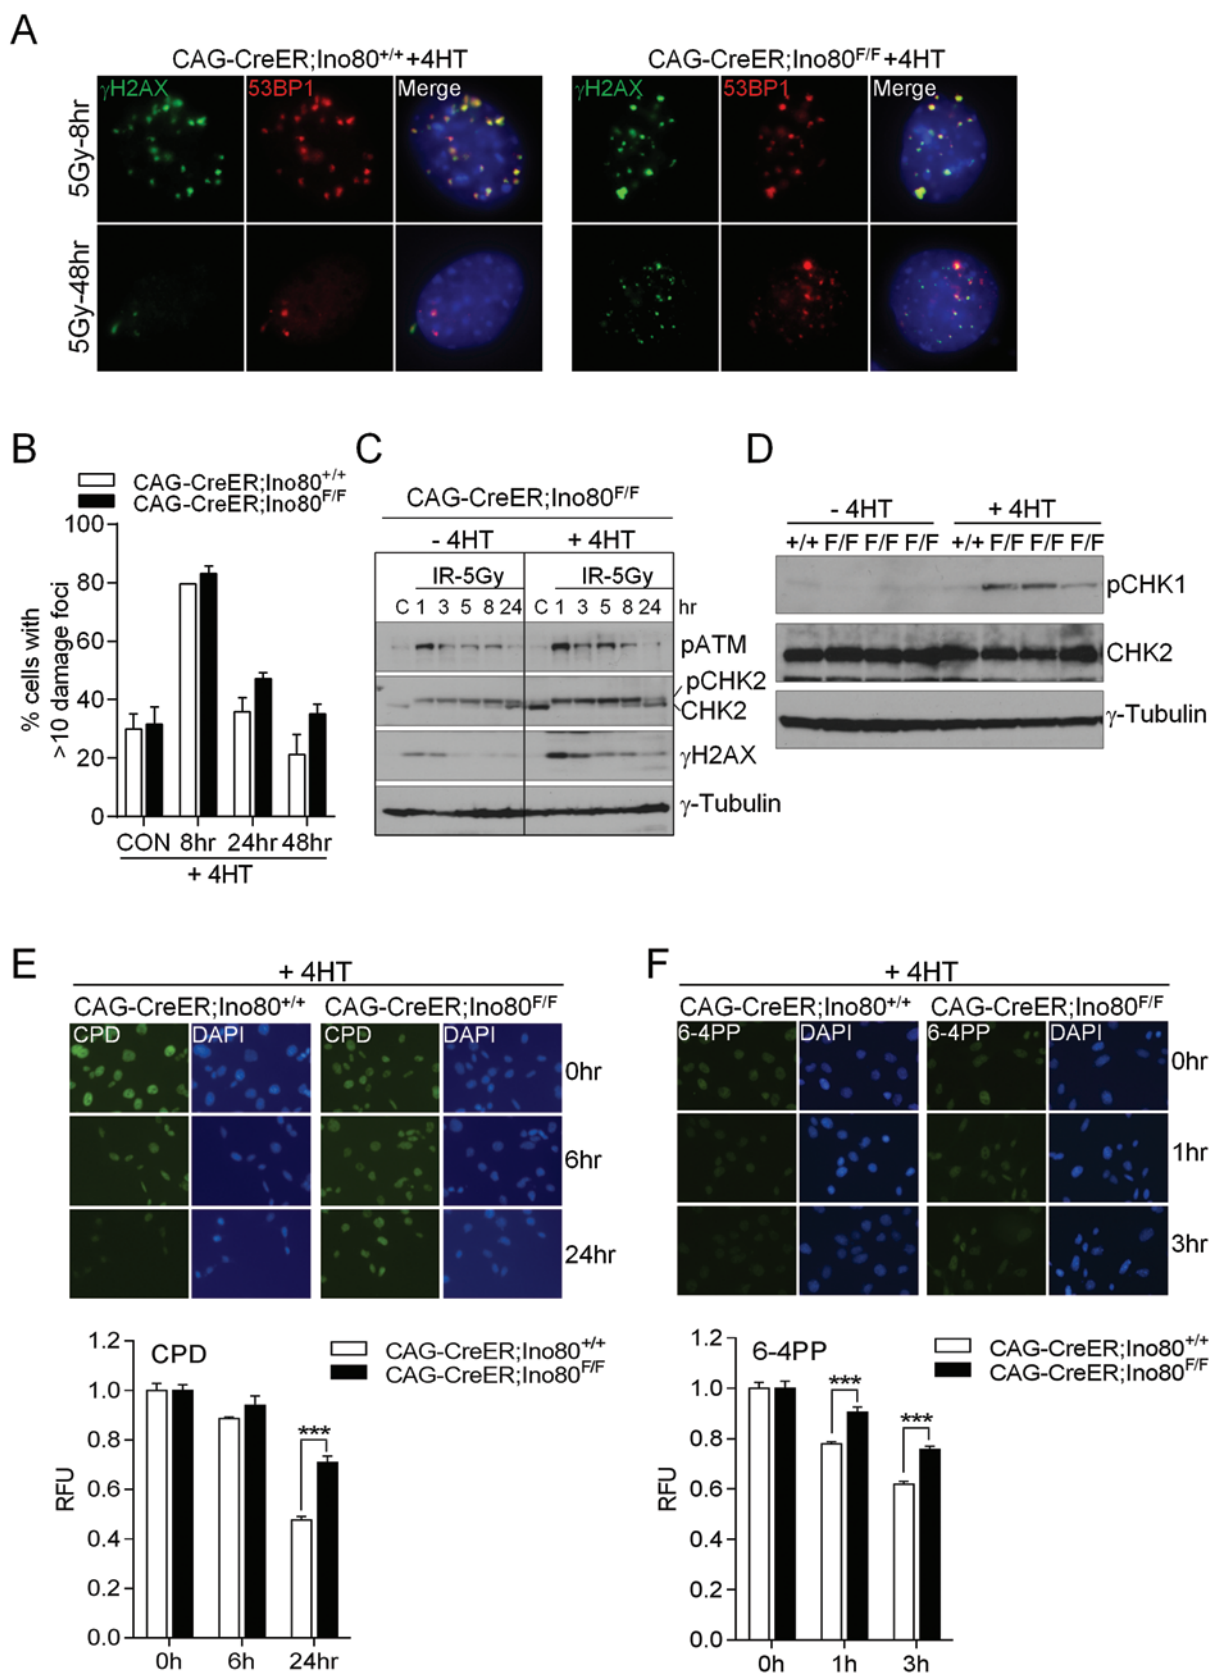 A
CAG-CreER;Ino80+/+ +4HT
CAG-CreER;Ino80F/F +4HT
γH2AX 53BP1 Merge
γH2AX 53BP1 Merge
5Gy-8hr
5Gy-48hr
B
CAG-CreER;Ino80+/+
CAG-CreER;Ino80F/F
% cells with
>10 damage foci
100
80
60
40
20
0
CON 8hr 24hr 48hr
+ 4HT
C
CAG-CreER;Ino80F/F
- 4HT + 4HT
IR-5Gy IR-5Gy
C 1 3 5 8 24 C 1 3 5 8 24 hr
pATM
pCHK2
CHK2
γH2AX
γ-Tubulin
D
- 4HT + 4HT
+/+ F/F F/F F/F +/+ F/F F/F F/F
pCHK1
CHK2
γ-Tubulin
E
+ 4HT
CAG-CreER;Ino80+/+ CAG-CreER;Ino80F/F
CPD DAPI CPD DAPI
0hr
6hr
24hr
CPD
CAG-CreER;Ino80+/+
CAG-CreER;Ino80F/F
***
RFU
1.2
1.0
0.8
0.6
0.4
0.2
0.0
0h 6h 24hr
F
+ 4HT
CAG-CreER;Ino80+/+ CAG-CreER;Ino80F/F
6-4PP DAPI 6-4PP DAPI
0hr
1hr
3hr
6-4PP
CAG-CreER;Ino80+/+
CAG-CreER;Ino80F/F
***
***
RFU
1.2
1.0
0.8
0.6
0.4
0.2
0.0
0h 1h 3h